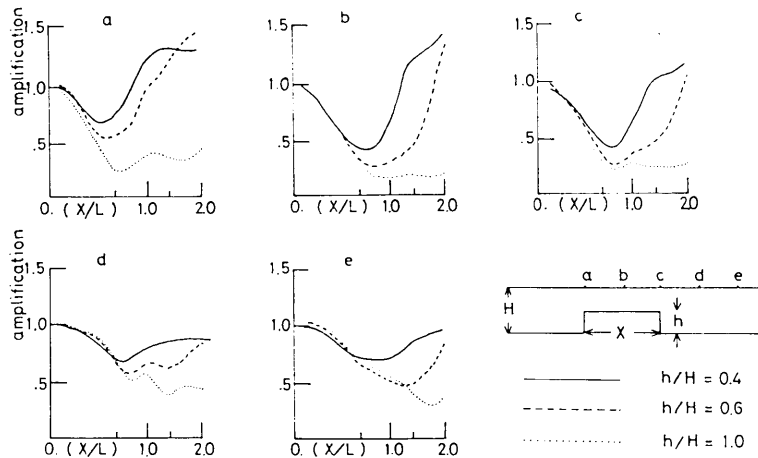 a
amplification
1.5
1.0
.5
0. (X/L) 1.0 2.0
b
1.5
1.0
.5
0. (X/L) 1.0 2.0
c
1.5
1.0
.5
0. (X/L) 1.0 2.0
d
amplification
1.5
1.0
.5
0. (X/L) 1.0 2.0
e
1.5
1.0
.5
0. (X/L) 1.0 2.0
a b c d e
H
h
X
h/H = 0.4
h/H = 0.6
h/H = 1.0